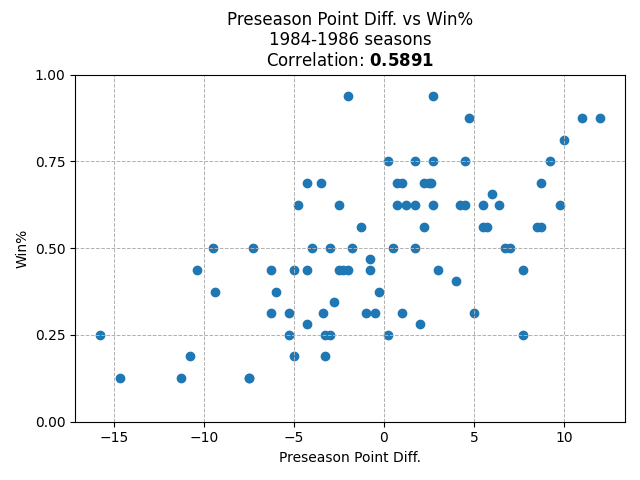 Preseason Point Diff. vs Win%
1984-1986 seasons
Correlation: 0.5891
1.00
0.75
0.50
0.25
0.00
Win%
−15
−10
−5
0
5
10
Preseason Point Diff.